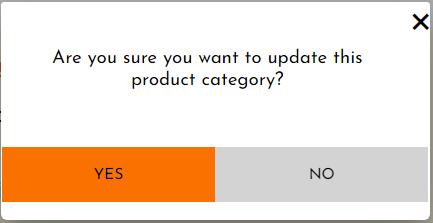 Are you sure you want to update this
product category?
YES
NO